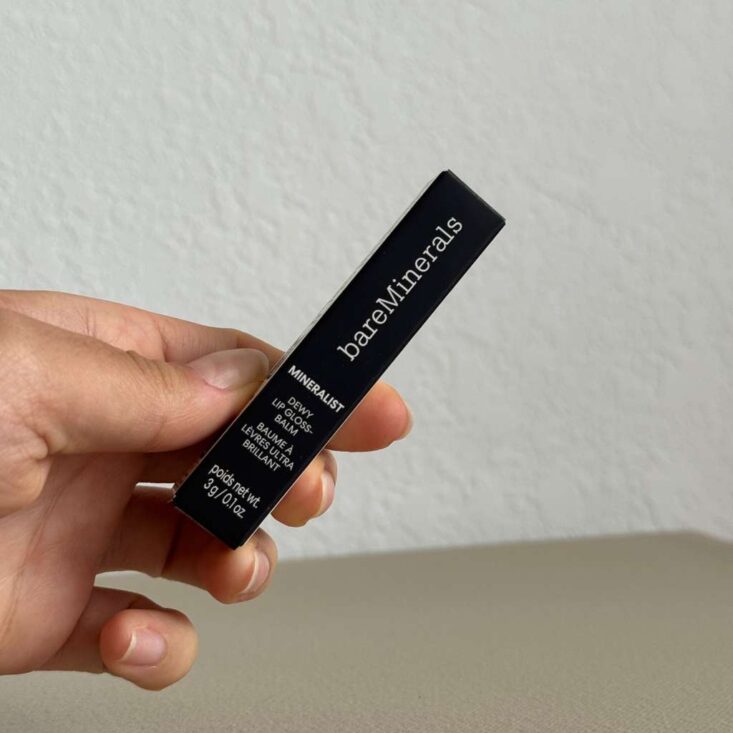 bareMinerals
MINERALIST
DEWY
LIP GLOSS-
BALM
BAUME À
LÈVRES ULTRA
BRILLANT
poids net wt.
3 g / 0.1 oz.